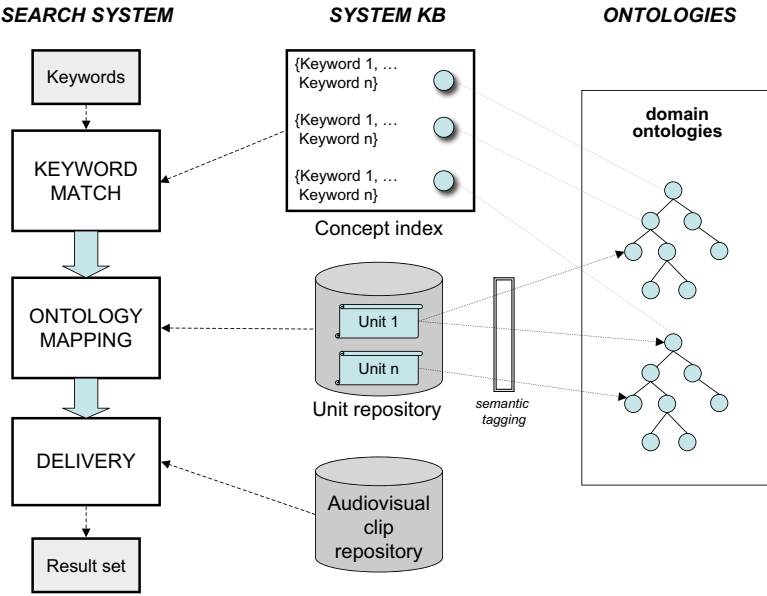 SEARCH SYSTEM
SYSTEM KB
ONTOLOGIES
Keywords
KEYWORD
MATCH
ONTOLOGY
MAPPING
DELIVERY
Result set
{Keyword 1, …
Keyword n}
{Keyword 1, …
Keyword n}
{Keyword 1, …
Keyword n}
Concept index
Unit 1
Unit n
Unit repository
Audiovisual
clip
repository
semantic
tagging
domain
ontologies